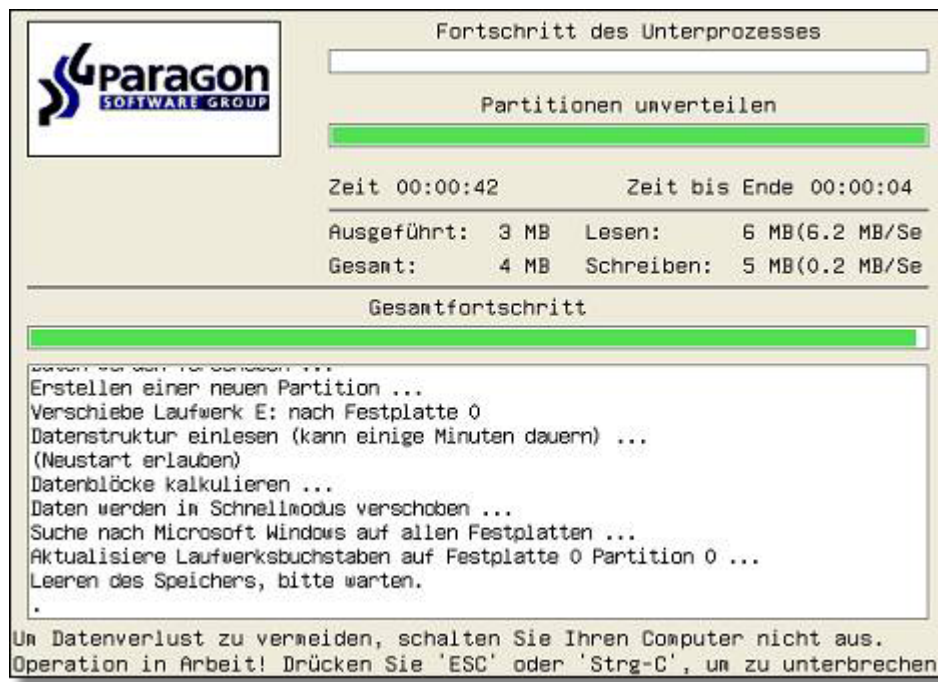 Fortschritt des Unterprozesses
paragon
SOFTWARE GROUP
Partitionen umverteilen
Zeit 00:00:42 Zeit bis Ende 00:00:04
Ausgeführt: 3 MB Lesen: 6 MB(6.2 MB/Se
Gesamt: 4 MB Schreiben: 5 MB(0.2 MB/Se
Gesamtfortschritt
Daten werden verschoben ...
Erstellen einer neuen Partition ...
Verschiebe Laufwerk E: nach Festplatte 0
Datenstruktur einlesen (kann einige Minuten dauern) ...
(Neustart erlauben)
Datenblöcke kalkulieren ...
Daten werden im Schnellmodus verschoben ...
Suche nach Microsoft Windows auf allen Festplatten ...
Aktualisiere Laufwerksbuchstaben auf Festplatte 0 Partition 0 ...
Leeren des Speichers, bitte warten.
.
Um Datenverlust zu vermeiden, schalten Sie Ihren Computer nicht aus.
Operation in Arbeit! Drücken Sie 'ESC' oder 'Strg-C', um zu unterbrechen